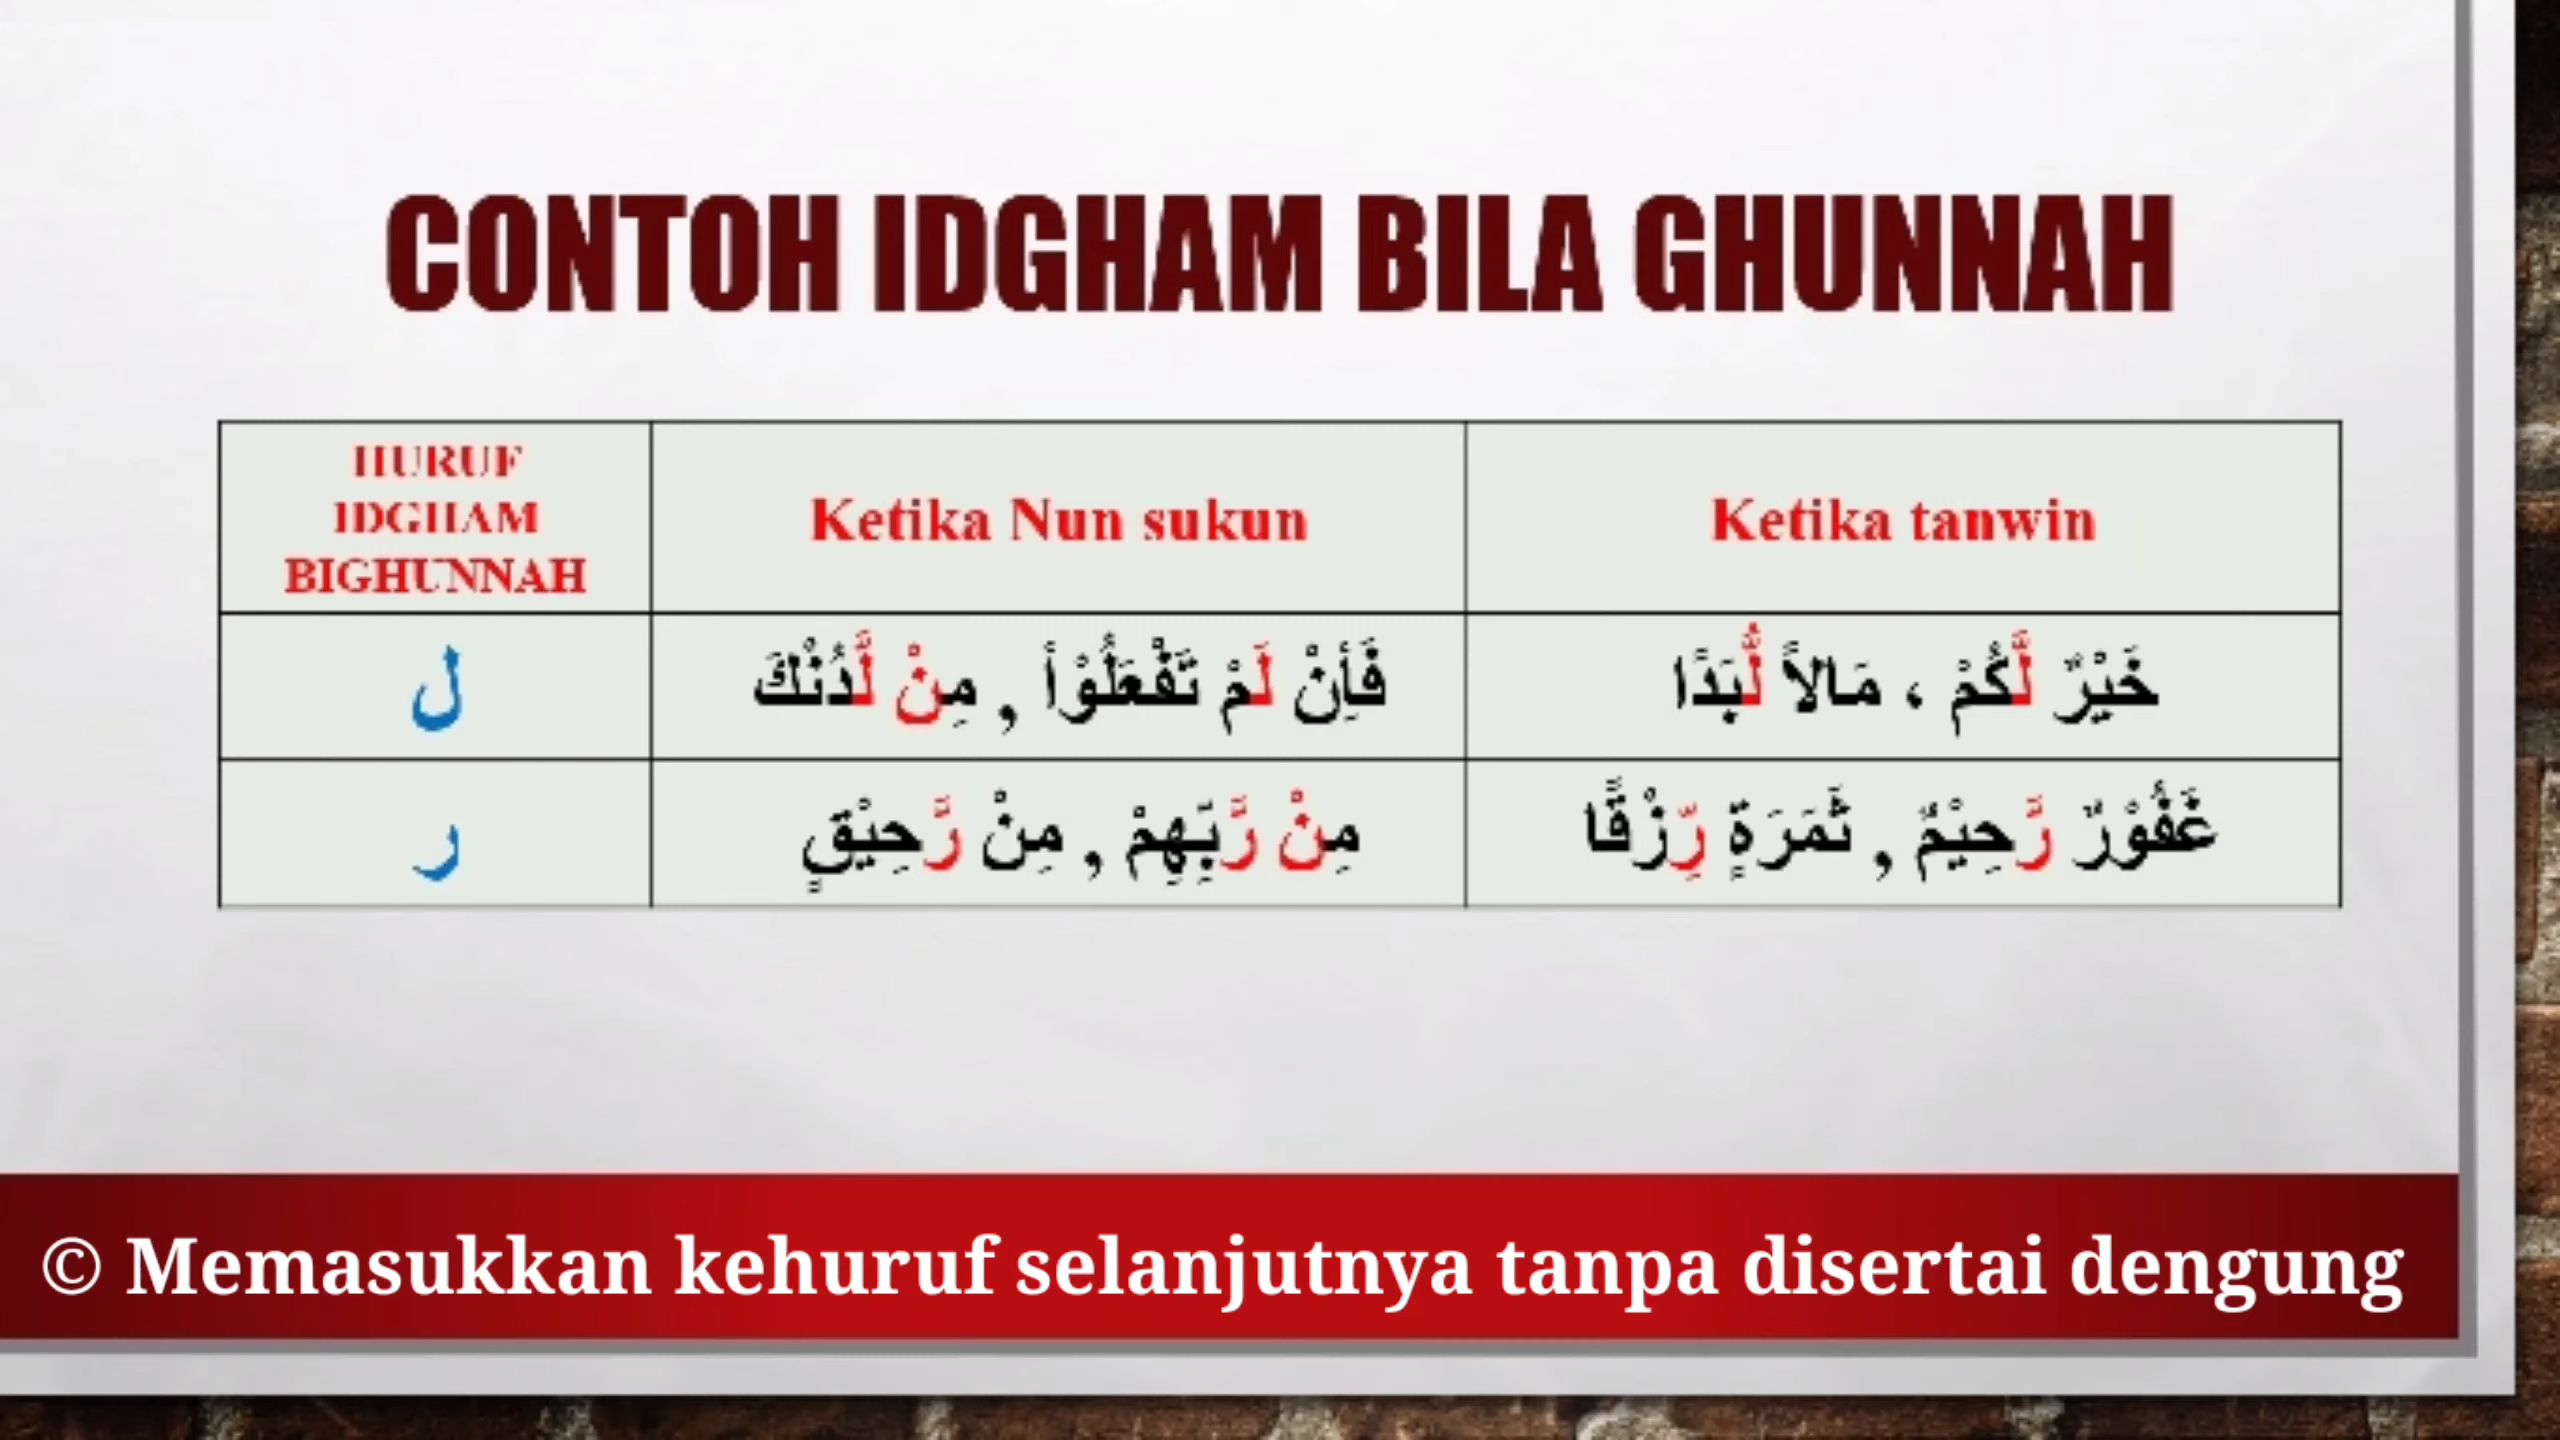 CONTOH IDGHAM BILA GHUNNAH
HURUF
IDGHAM
BIGHUNNAH
Ketika Nun sukun
Ketika tanwin
ل
فَاِنْ لَمْ تَفْعَلُوْا , مِنْ لَّدُنْكَ
خَيْرٌ لَّكُمْ ، مَالاً لُّبَدًا
ر
مِنْ رَّبِّهِمْ , مِنْ رَّحِيْقٍ
غَفُوْرٌ رَّحِيْمٌ , ثَمَرَةٍ رِّزْقًا
© Memasukkan kehuruf selanjutnya tanpa disertai dengung